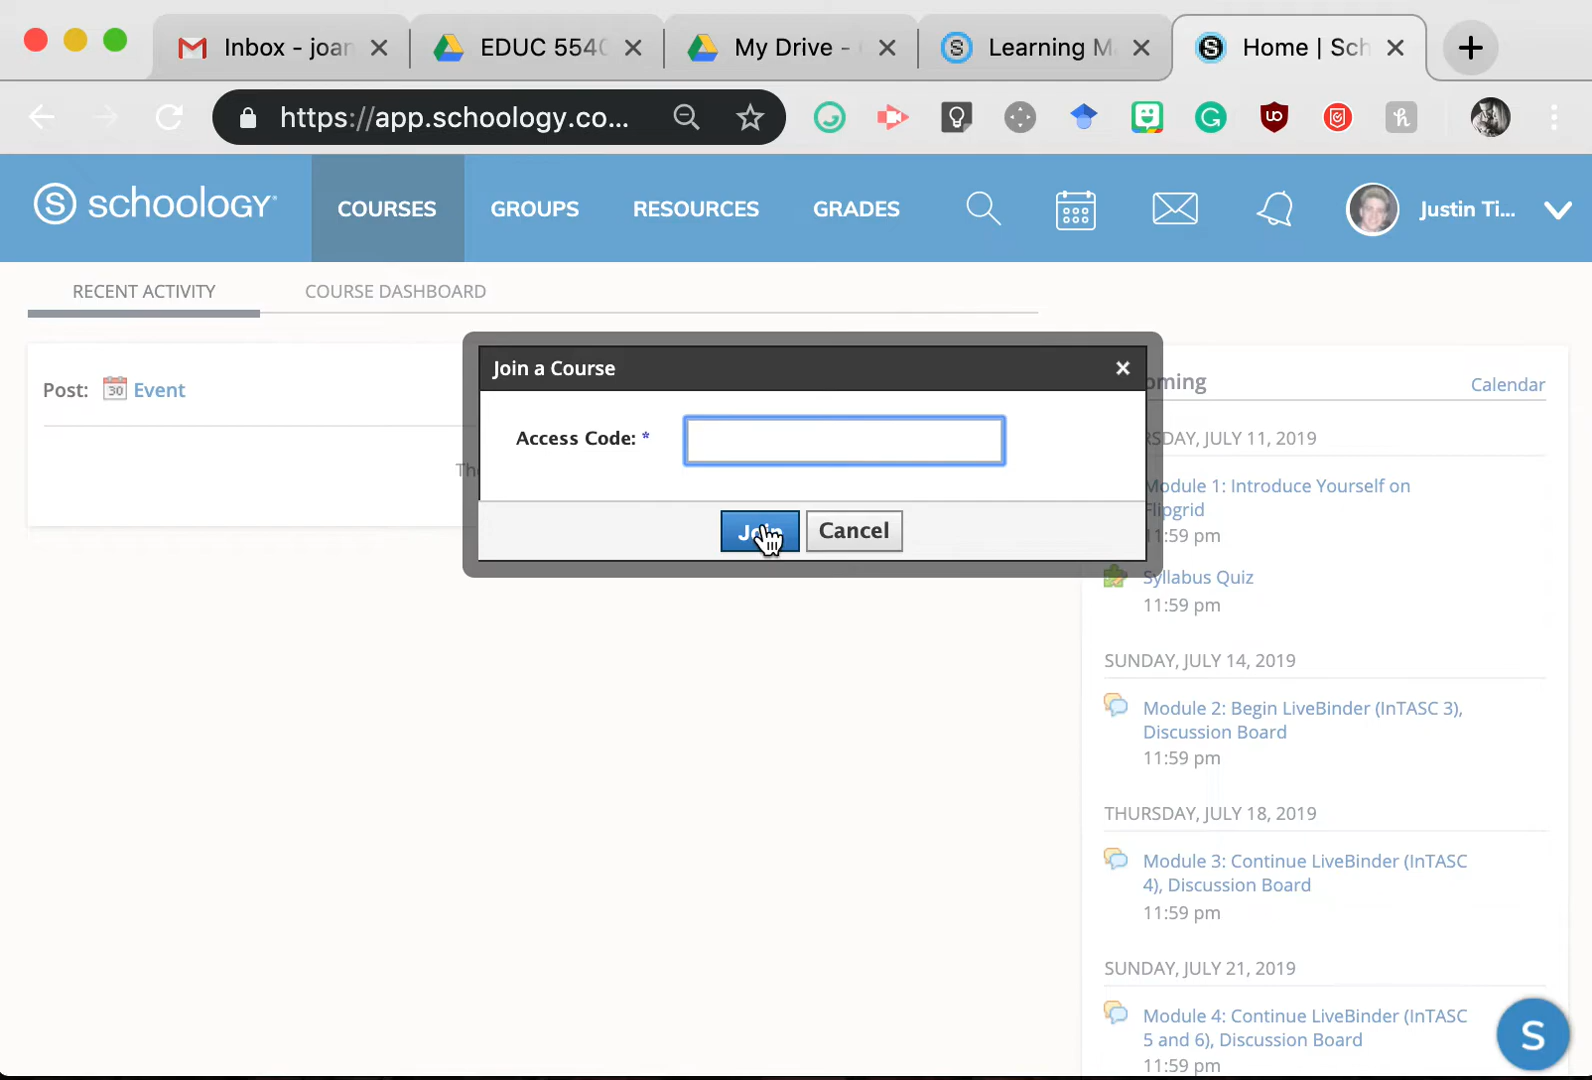 Inbox - joan
EDUC 5540
My Drive -
Learning M
Home | Sch
https://app.schoology.co...
schoology
COURSES
GROUPS
RESOURCES
GRADES
Justin Ti...
RECENT ACTIVITY
COURSE DASHBOARD
Join a Course
Post:
30
Event
Access Code: *
Join
Cancel
oming
Calendar
RSDAY, JULY 11, 2019
Module 1: Introduce Yourself on
Flipgrid
11:59 pm
Syllabus Quiz
11:59 pm
SUNDAY, JULY 14, 2019
Module 2: Begin LiveBinder (InTASC 3),
Discussion Board
11:59 pm
THURSDAY, JULY 18, 2019
Module 3: Continue LiveBinder (InTASC
4), Discussion Board
11:59 pm
SUNDAY, JULY 21, 2019
Module 4: Continue LiveBinder (InTASC
5 and 6), Discussion Board
11:59 pm
S